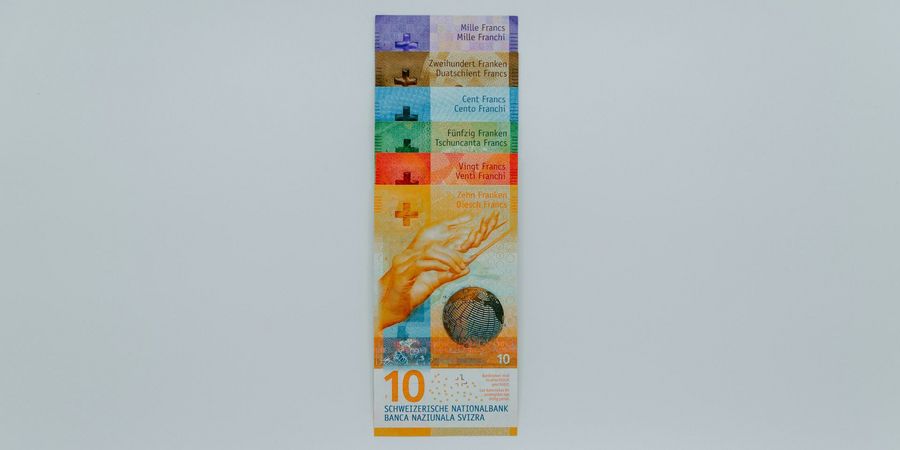 Mille Francs
Mille Franchi
Zweihundert Franken
Duatschient Francs
Cent Francs
Cento Franchi
Fünfzig Franken
Tschuncanta Francs
Vingt Francs
Venti Franchi
Zehn Franken
Diesch Francs
10
10
SCHWEIZERISCHE NATIONALBANK
BANCA NAZIUNALA SVIZRA